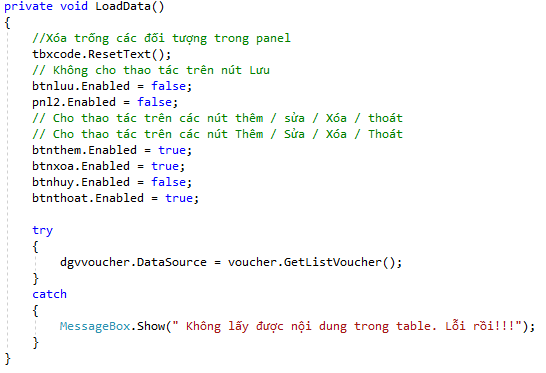 private void LoadData()
{
//Xóa trống các đối tượng trong panel
tbxcode.ResetText();
// Không cho thao tác trên nút Lưu
btnluu.Enabled = false;
pnl2.Enabled = false;
// Cho thao tác trên các nút thêm / sửa / Xóa / thoát
// Cho thao tác trên các nút Thêm / Sửa / Xóa / Thoát
btnthem.Enabled = true;
btnxoa.Enabled = true;
btnhuy.Enabled = false;
btnthoat.Enabled = true;
try
{
dgvvoucher.DataSource = voucher.GetListVoucher();
}
catch
{
MessageBox.Show(" Không lấy được nội dung trong table. Lỗi rồi!!!");
}
}